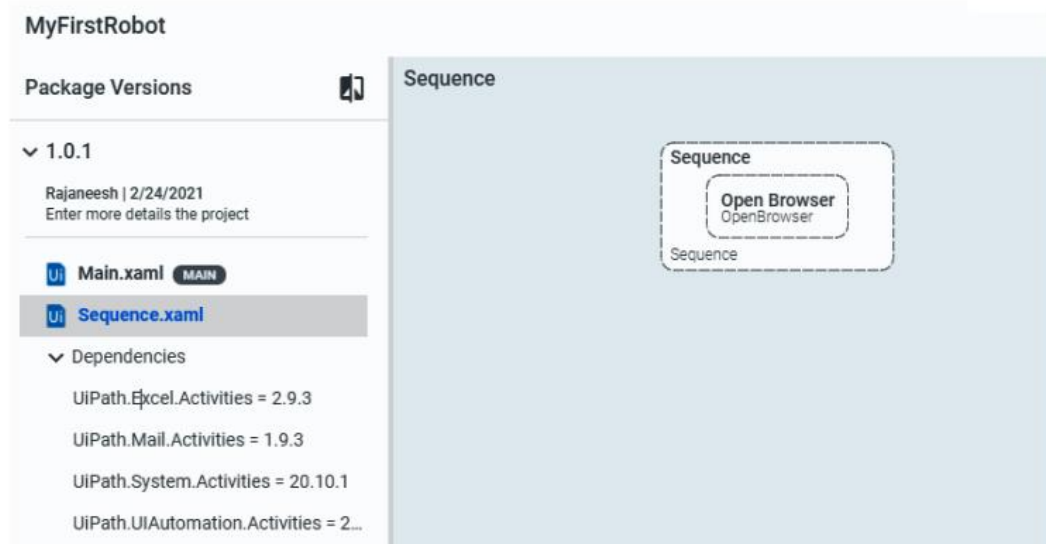 MyFirstRobot
Package Versions
1.0.1
Rajaneesh | 2/24/2021
Enter more details the project
Ui Main.xaml MAIN
Ui Sequence.xaml
Dependencies
UiPath.Excel.Activities = 2.9.3
UiPath.Mail.Activities = 1.9.3
UiPath.System.Activities = 20.10.1
UiPath.UIAutomation.Activities = 2...
Sequence
Sequence
Open Browser
OpenBrowser
Sequence